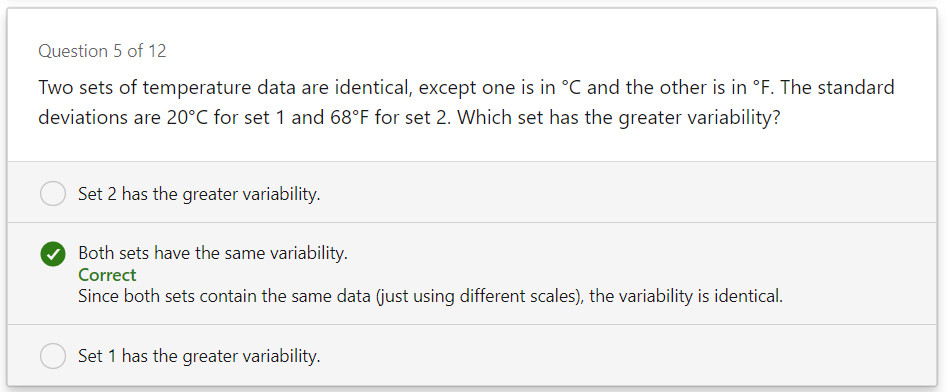 Question 5 of 12
Two sets of temperature data are identical, except one is in °C and the other is in °F. The standard
deviations are 20°C for set 1 and 68°F for set 2. Which set has the greater variability?
Set 2 has the greater variability.
Both sets have the same variability.
Correct
Since both sets contain the same data (just using different scales), the variability is identical.
Set 1 has the greater variability.